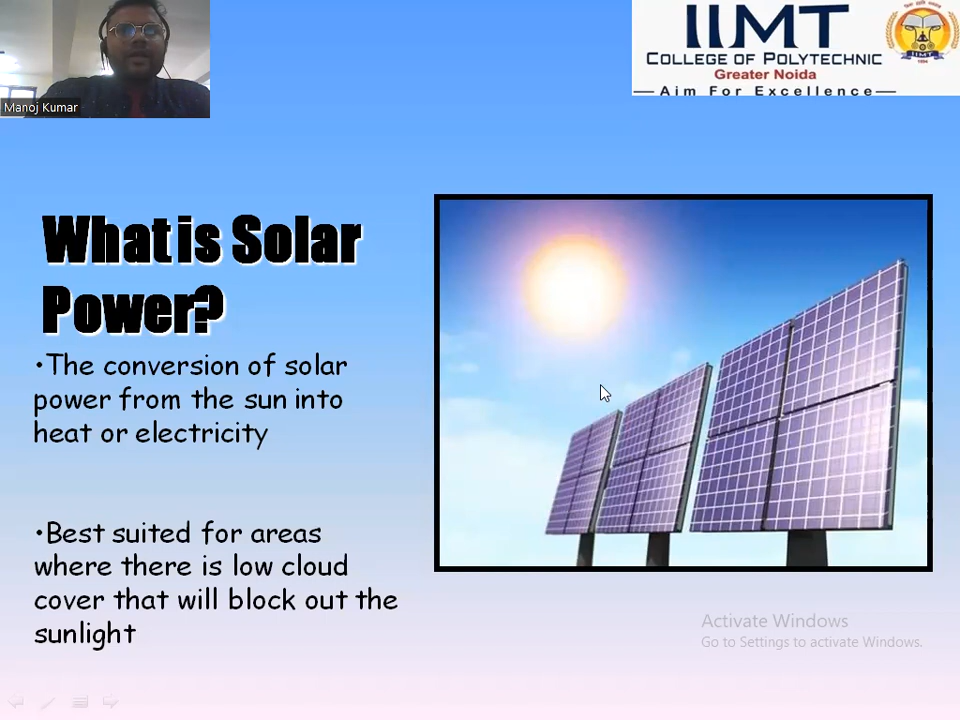 Manoj Kumar
IIMT
COLLEGE OF POLYTECHNIC
Greater Noida
Aim For Excellence
IIMT
What is Solar
Power?
•The conversion of solar
power from the sun into
heat or electricity
•Best suited for areas
where there is low cloud
cover that will block out the
sunlight
Activate Windows
Go to Settings to activate Windows.